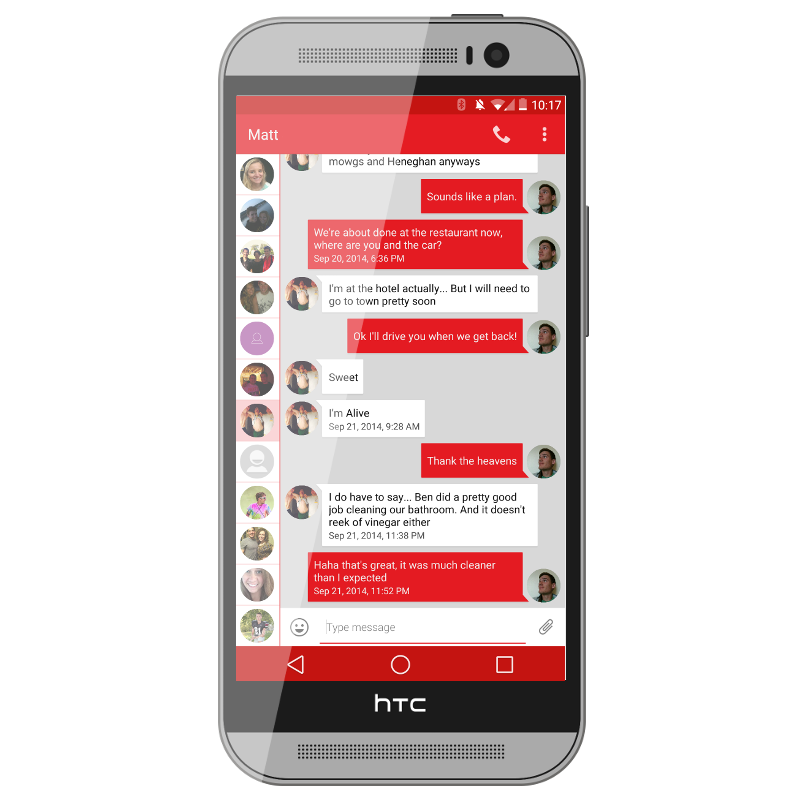 10:17
Matt
mowgs and Heneghan anyways
Sounds like a plan.
We're about done at the restaurant now,
where are you and the car?
Sep 20, 2014, 6:36 PM
I'm at the hotel actually... But I will need to
go to town pretty soon
Ok I'll drive you when we get back!
Sweet
I'm Alive
Sep 21, 2014, 9:28 AM
Thank the heavens
I do have to say... Ben did a pretty good
job cleaning our bathroom. And it doesn't
reek of vinegar either
Sep 21, 2014, 11:38 PM
Haha that's great, it was much cleaner
than I expected
Sep 21, 2014, 11:52 PM
Type message
hTC